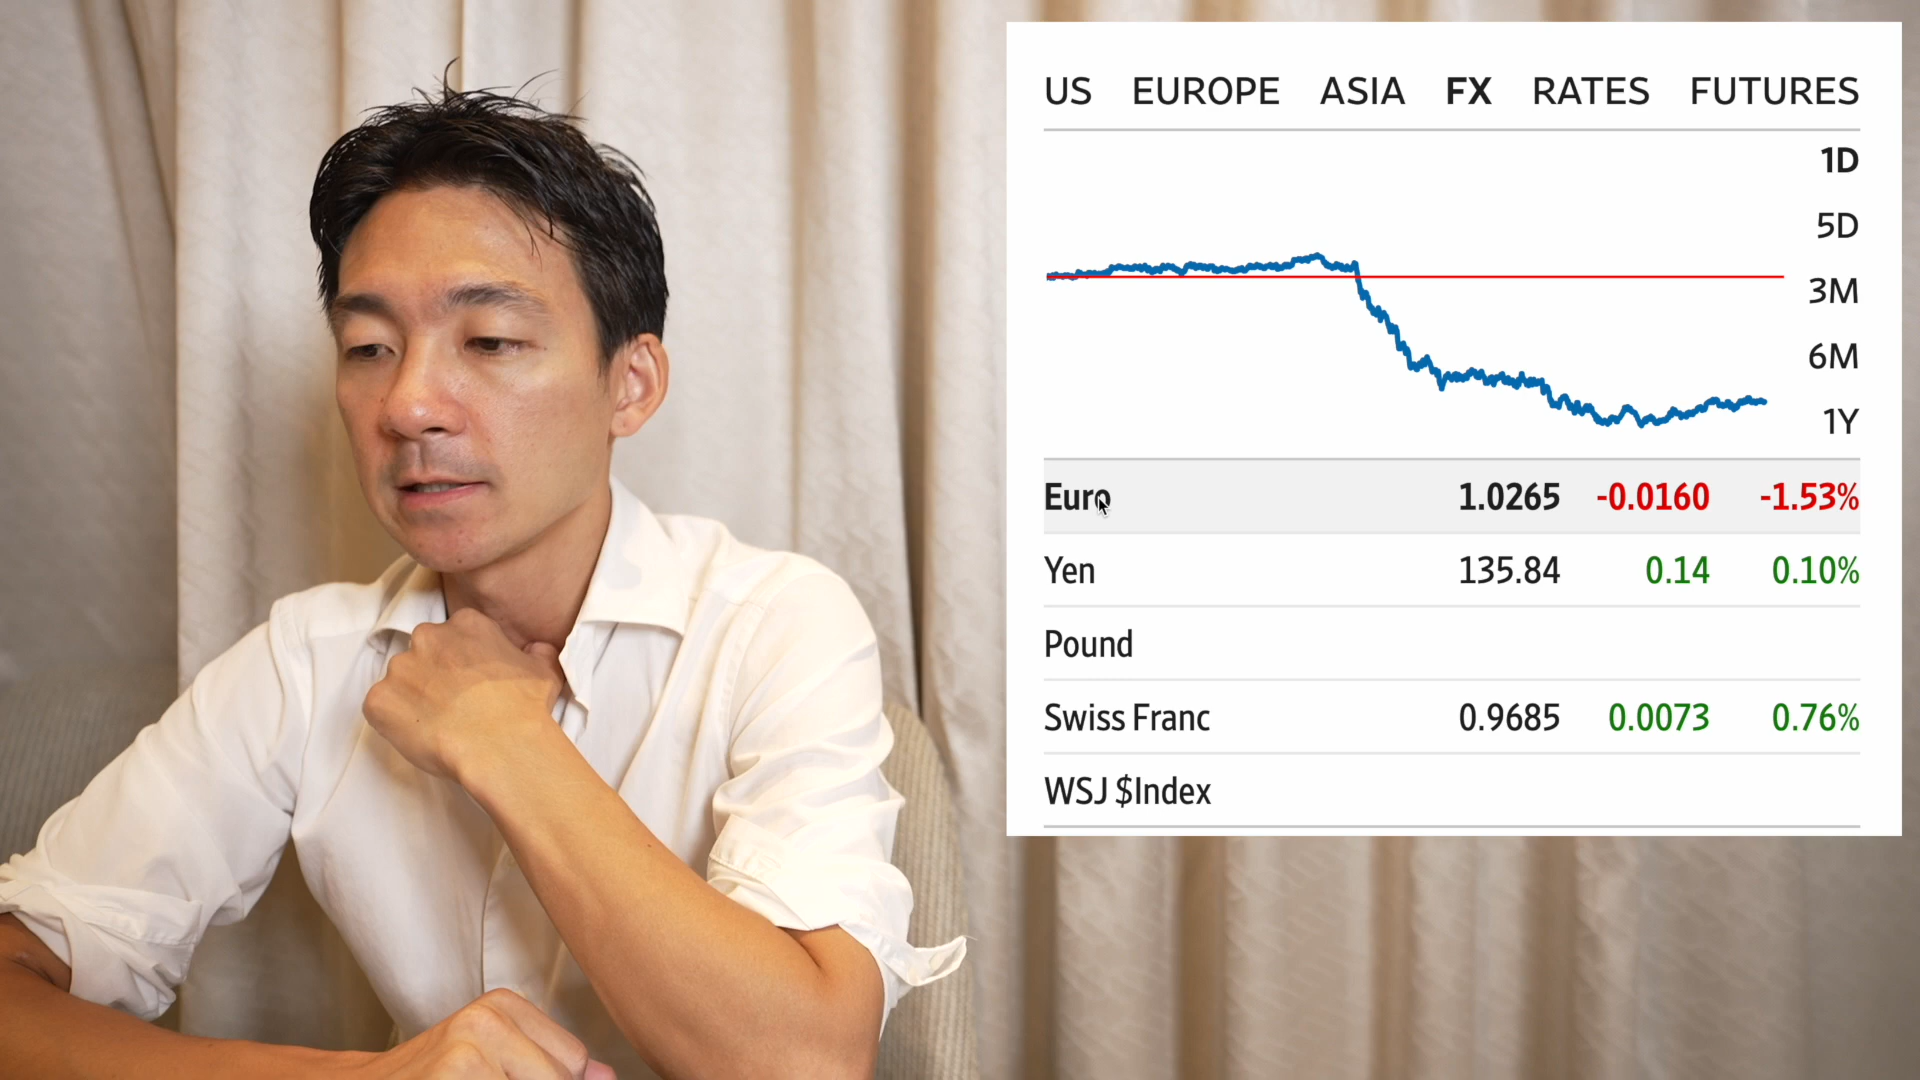 US EUROPE ASIA FX RATES FUTURES
1D
5D
3M
6M
1Y
Euro 1.0265 -0.0160 -1.53%
Yen 135.84 0.14 0.10%
Pound
Swiss Franc 0.9685 0.0073 0.76%
WSJ $Index